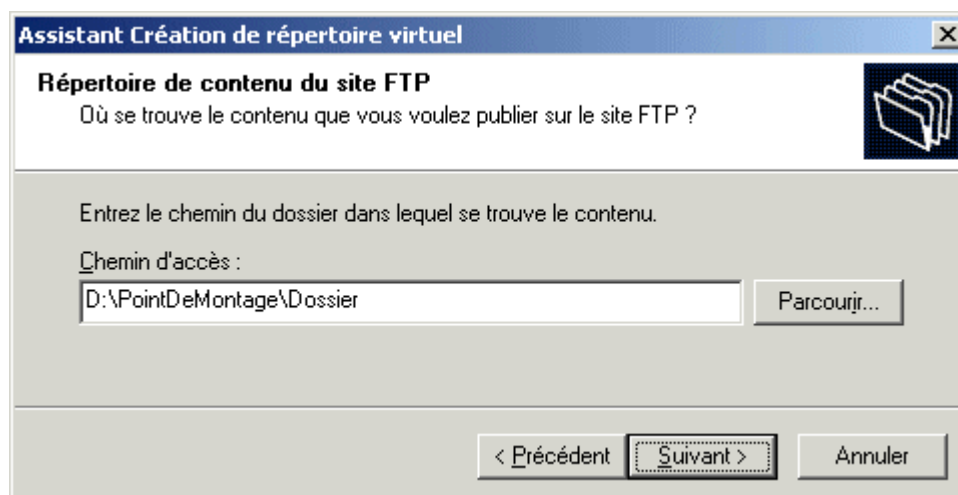 Assistant Création de répertoire virtuel
Répertoire de contenu du site FTP
Où se trouve le contenu que vous voulez publier sur le site FTP ?
Entrez le chemin du dossier dans lequel se trouve le contenu.
Chemin d'accès :
D:\PointDeMontage\Dossier
Parcourir...
< Précédent
Suivant >
Annuler